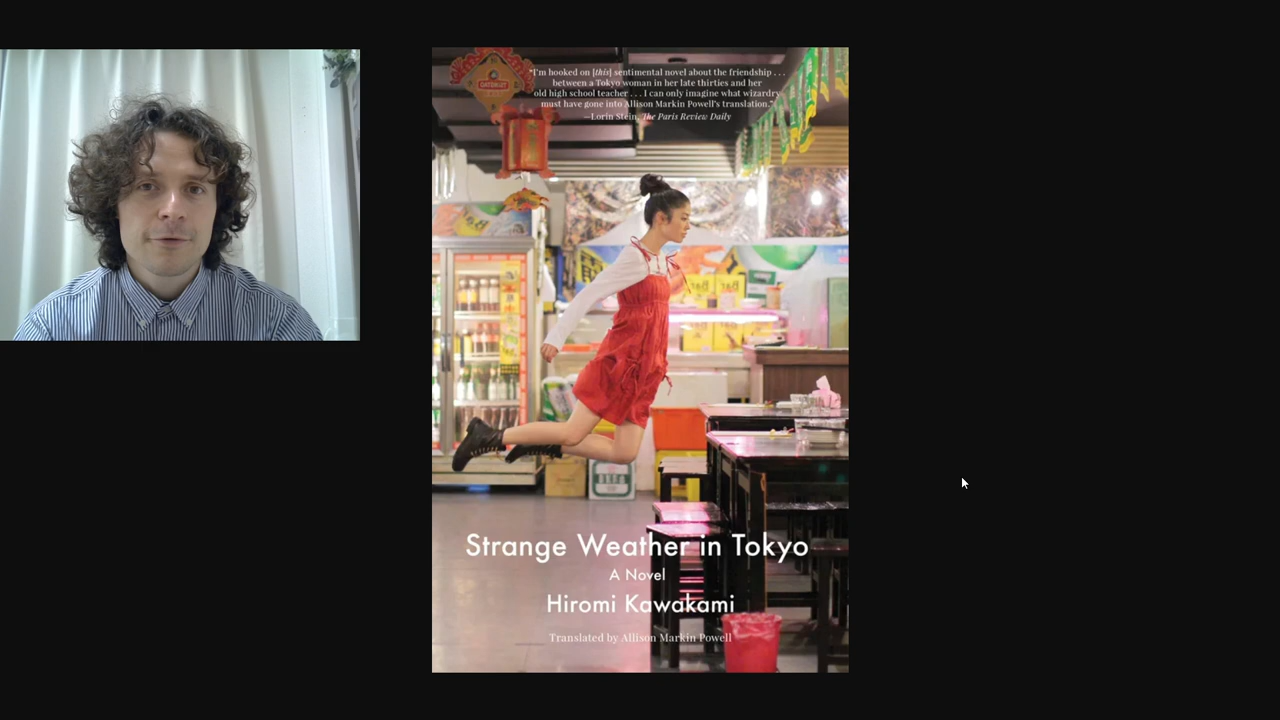 "I'm hooked on [this] sentimental novel about the friendship . . .
between a Tokyo woman in her late thirties and her
old high school teacher . . . I can only imagine what wizardry
must have gone into Allison Markin Powell's translation."
—Lorin Stein, The Paris Review Daily
Strange Weather in Tokyo
A Novel
Hiromi Kawakami
Translated by Allison Markin Powell